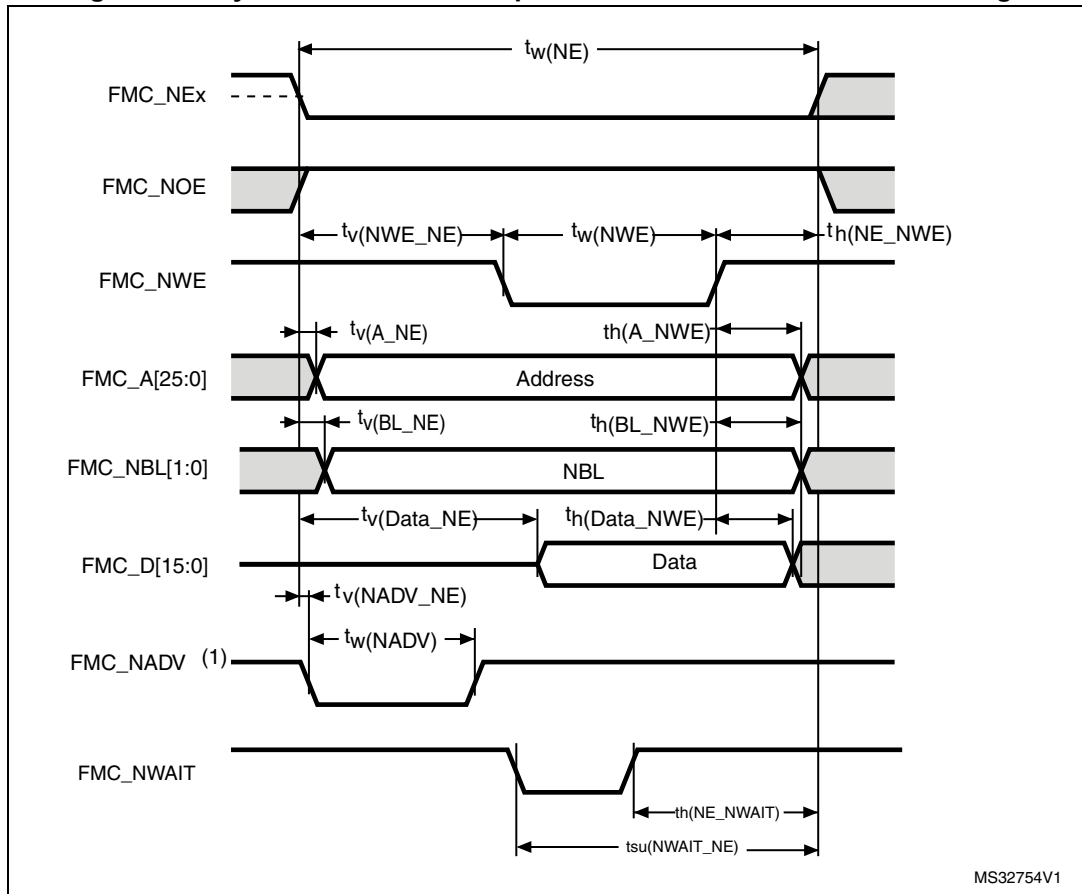 tw(NE)
FMC_NEx
FMC_NOE
tv(NWE_NE)
tw(NWE)
th(NE_NWE)
FMC_NWE
tv(A_NE)
th(A_NWE)
FMC_A[25:0]
Address
tv(BL_NE)
th(BL_NWE)
FMC_NBL[1:0]
NBL
tv(Data_NE)
th(Data_NWE)
FMC_D[15:0]
Data
tv(NADV_NE)
tw(NADV)
FMC_NADV (1)
FMC_NWAIT
th(NE_NWAIT)
tsu(NWAIT_NE)
MS32754V1